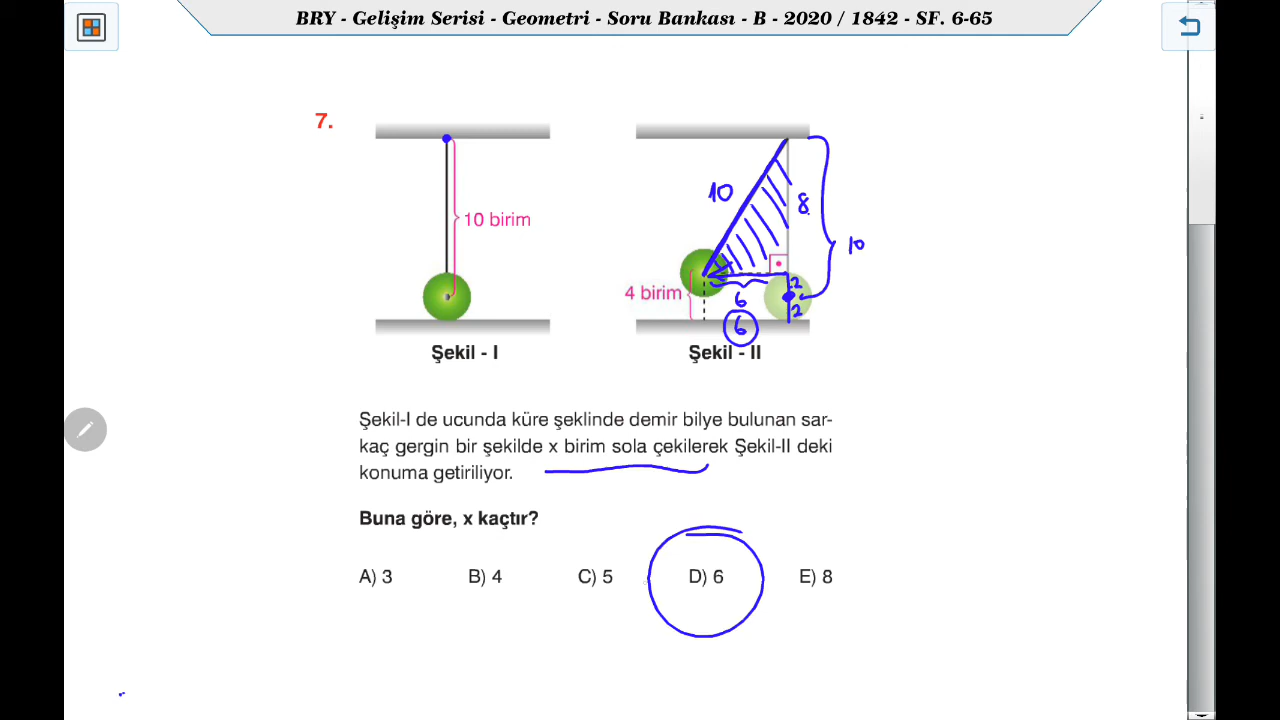 BRY - Gelişim Serisi - Geometri - Soru Bankası - B - 2020 / 1842 - SF. 6-65
7.
10 birim
Şekil - I
10
8
10
4 birim
2
6
2
6
Şekil - II
Şekil-I de ucunda küre şeklinde demir bilye bulunan sar-
kaç gergin bir şekilde x birim sola çekilerek Şekil-II deki
konuma getiriliyor.
Buna göre, x kaçtır?
A) 3 B) 4 C) 5 D) 6 E) 8